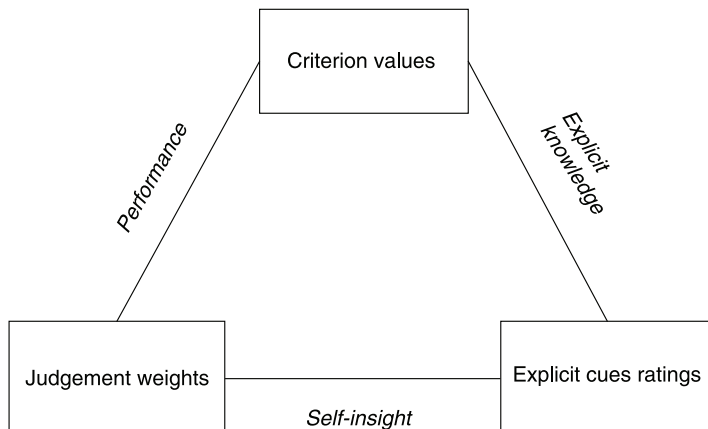 Criterion values
Performance
Explicit
knowledge
Judgement weights
Explicit cues ratings
Self-insight